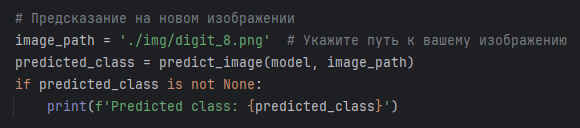 # Предсказание на новом изображении
image_path = './img/digit_8.png'  # Укажите путь к вашему изображению
predicted_class = predict_image(model, image_path)
if predicted_class is not None:
    print(f'Predicted class: {predicted_class}')